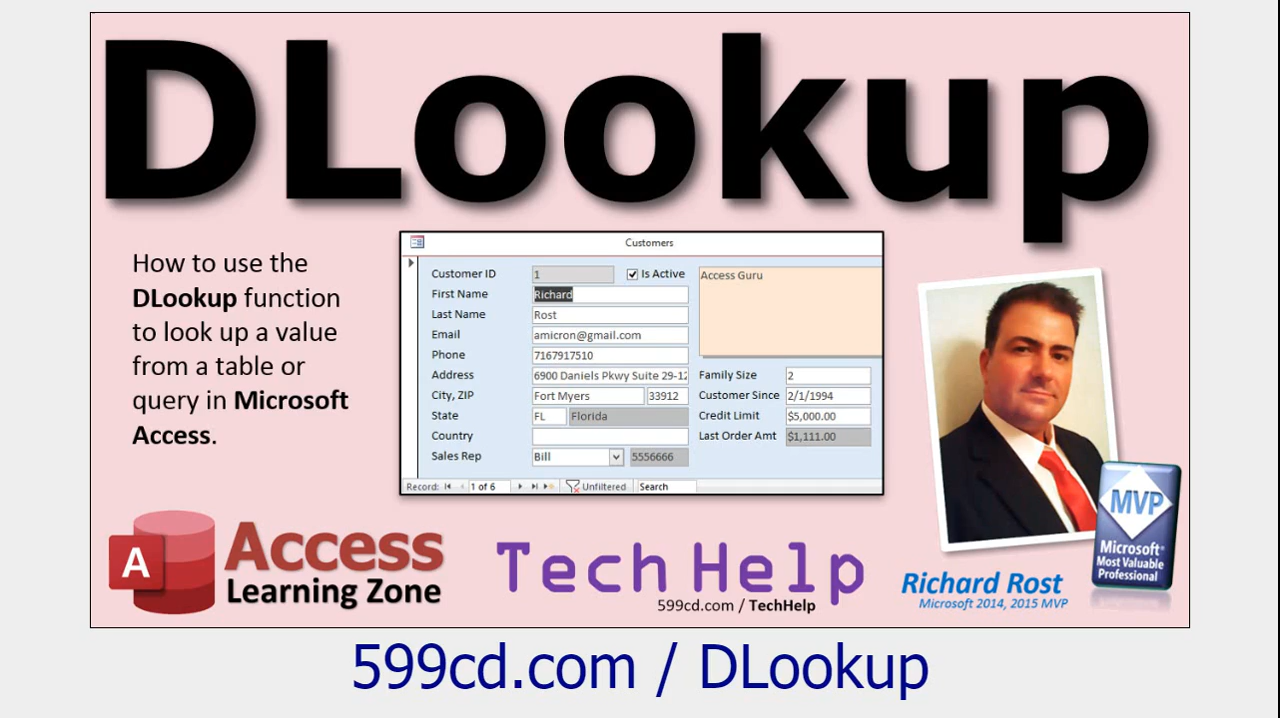 DLookup
How to use the
DLookup function
to look up a value
from a table or
query in Microsoft
Access.
Customers
Customer ID 1 Is Active Access Guru
First Name Richard
Last Name Rost
Email amicron@gmail.com
Phone 7167917510
Address 6900 Daniels Pkwy Suite 29-12 Family Size 2
City, ZIP Fort Myers 33912 Customer Since 2/1/1994
State FL Florida Credit Limit $5,000.00
Country Last Order Amt $1,111.00
Sales Rep Bill 5556666
Record: 1 of 6 Unfiltered Search
A Access
Learning Zone
Tech Help
599cd.com / TechHelp
MVP
Microsoft®
Most Valuable
Professional
Richard Rost
Microsoft 2014, 2015 MVP
599cd.com / DLookup